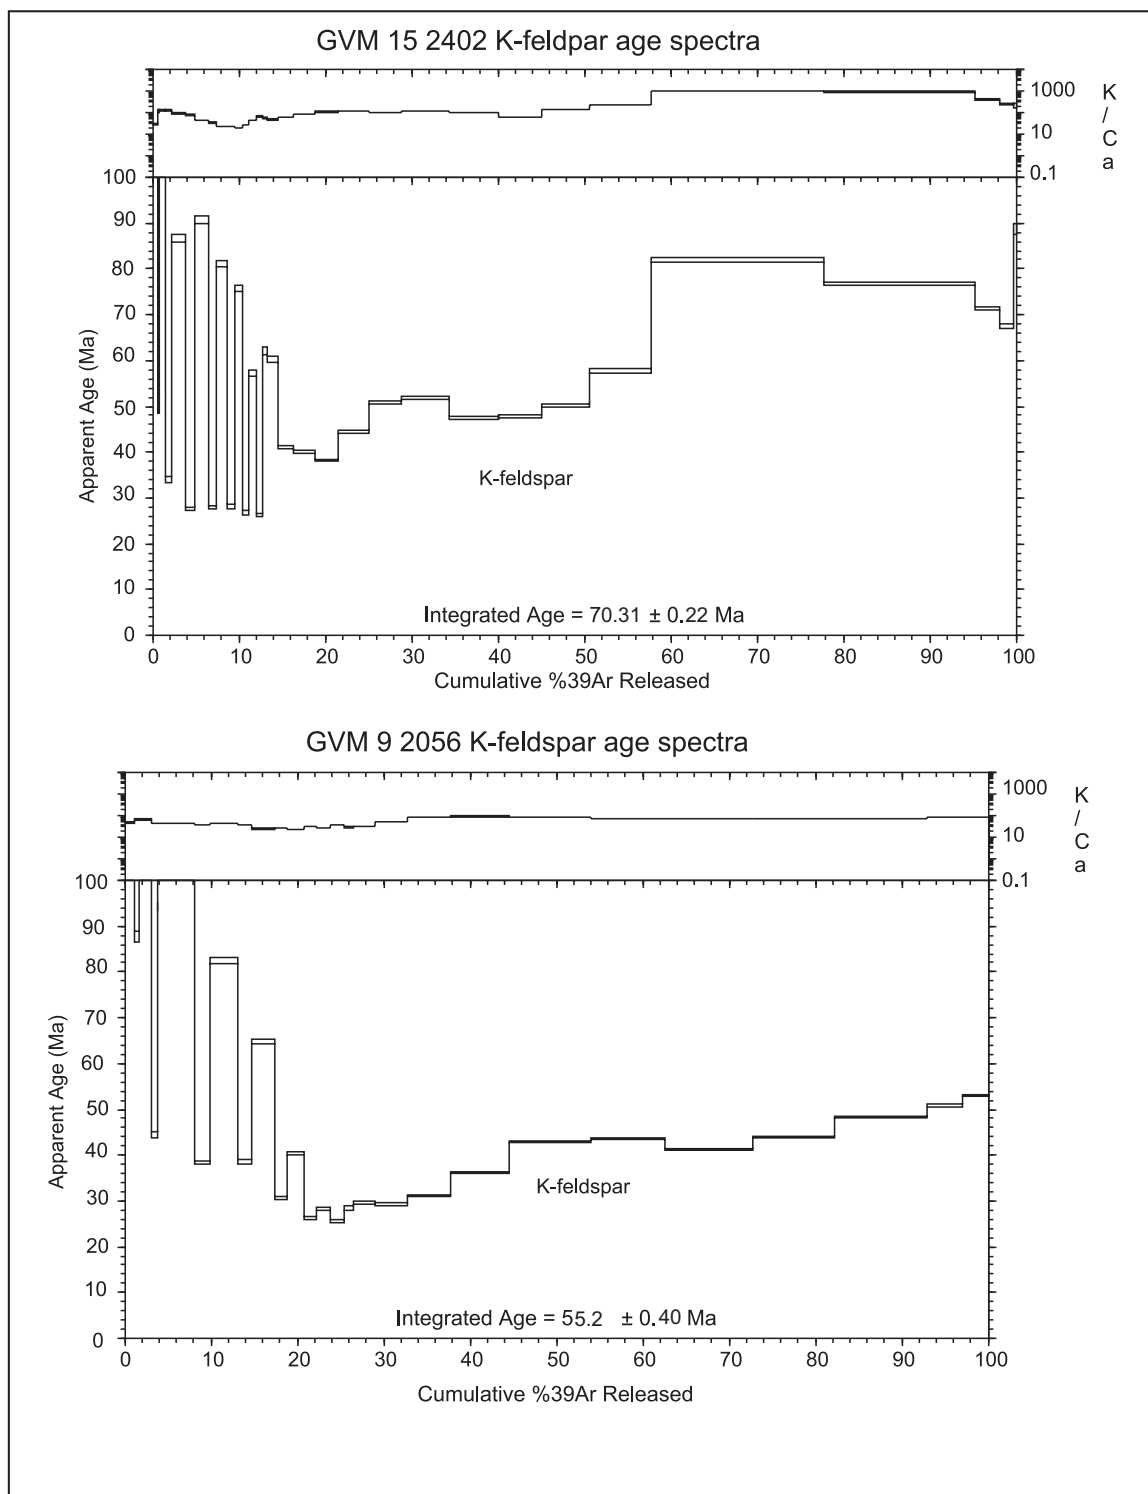 GVM 15 2402 K-feldpar age spectra
1000
10
0.1
K
/
C
a
100
90
80
70
60
50
40
30
20
10
0
Apparent Age (Ma)
K-feldspar
Integrated Age = 70.31 ± 0.22 Ma
0 10 20 30 40 50 60 70 80 90 100
Cumulative %39Ar Released
GVM 9 2056 K-feldspar age spectra
1000
10
0.1
K
/
C
a
100
90
80
70
60
50
40
30
20
10
0
Apparent Age (Ma)
K-feldspar
Integrated Age = 55.2 ± 0.40 Ma
0 10 20 30 40 50 60 70 80 90 100
Cumulative %39Ar Released